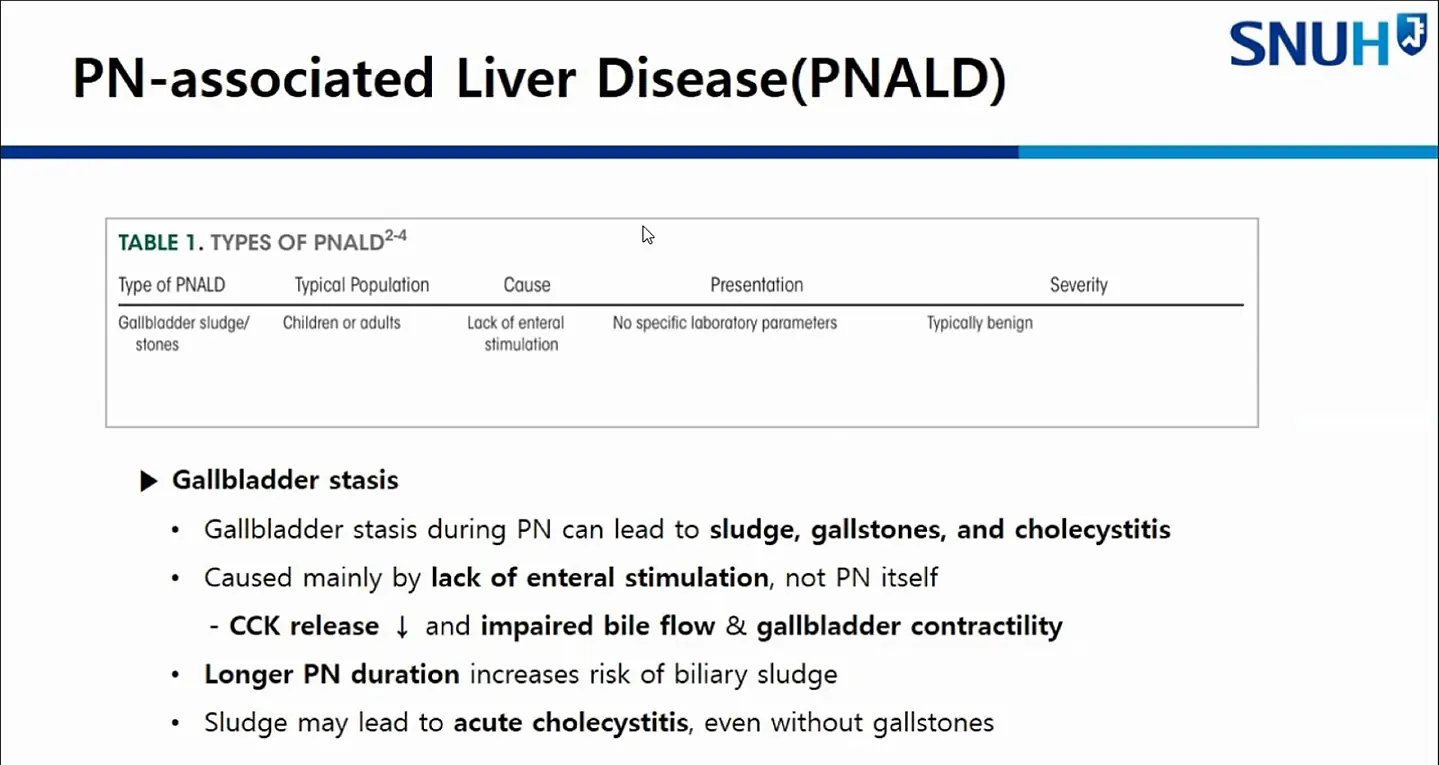 SNUH
PN-associated Liver Disease(PNALD)
TABLE 1. TYPES OF PNALD2-4
Type of PNALD Typical Population Cause Presentation Severity
Gallbladder sludge/ Children or adults Lack of enteral No specific laboratory parameters Typically benign
stones stimulation
▶ Gallbladder stasis
• Gallbladder stasis during PN can lead to sludge, gallstones, and cholecystitis
• Caused mainly by lack of enteral stimulation, not PN itself
- CCK release ↓ and impaired bile flow & gallbladder contractility
• Longer PN duration increases risk of biliary sludge
• Sludge may lead to acute cholecystitis, even without gallstones